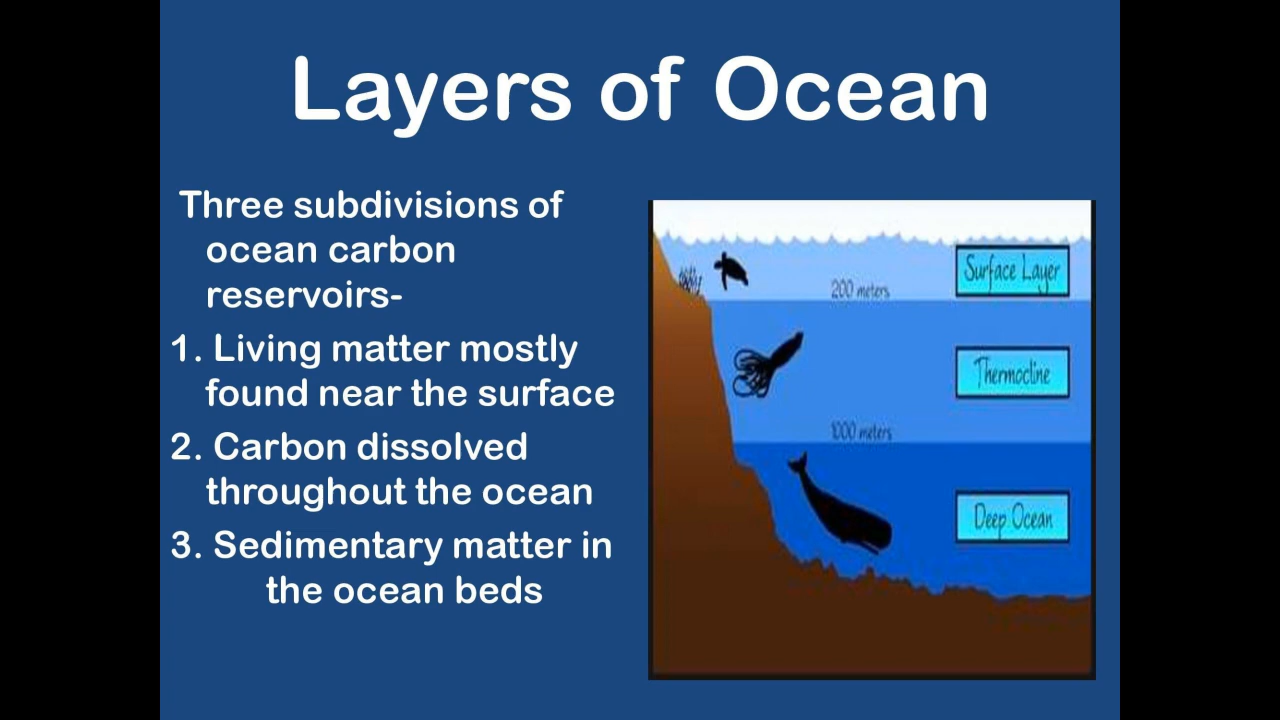 Layers of Ocean
Three subdivisions of
ocean carbon
reservoirs-
1. Living matter mostly
found near the surface
2. Carbon dissolved
throughout the ocean
3. Sedimentary matter in
the ocean beds
Surface Layer
200 meters
Thermocline
1000 meters
Deep Ocean